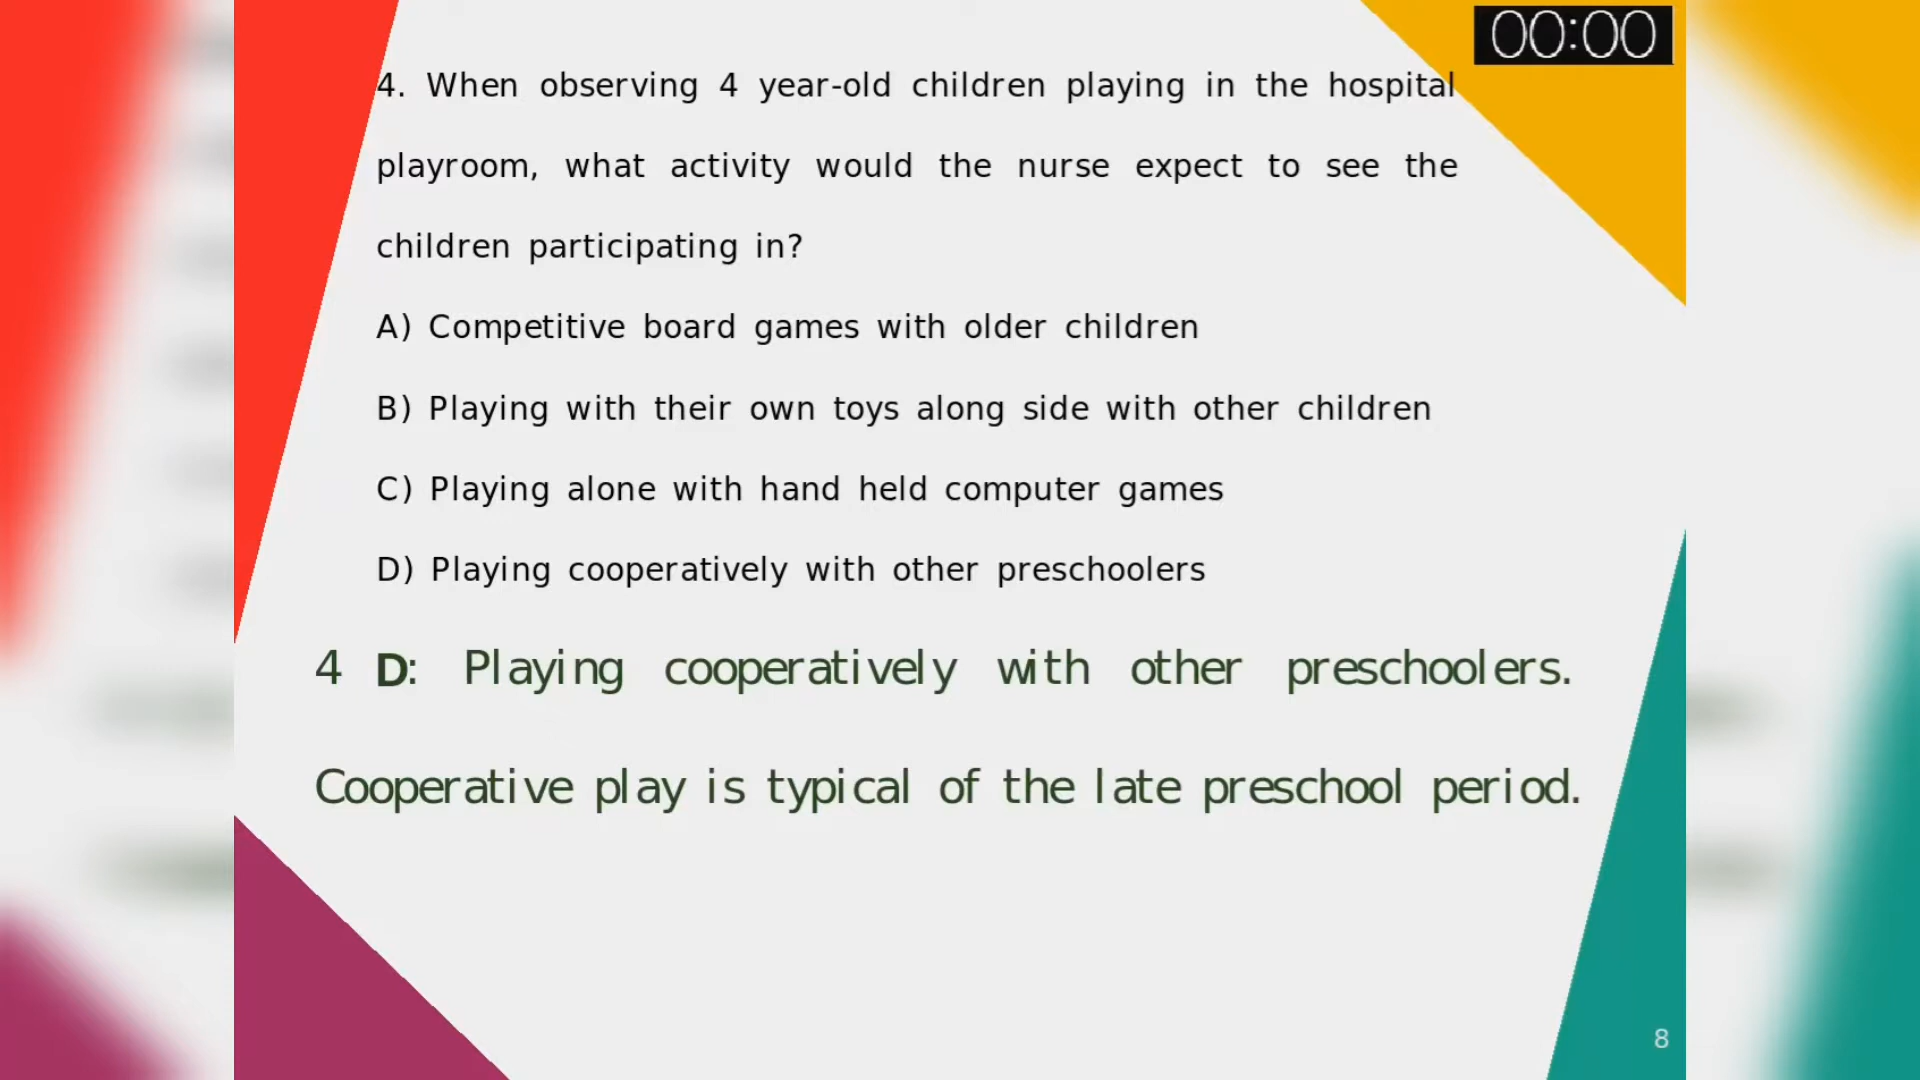 00:00
4. When observing 4 year-old children playing in the hospital
playroom, what activity would the nurse expect to see the
children participating in?
A) Competitive board games with older children
B) Playing with their own toys along side with other children
C) Playing alone with hand held computer games
D) Playing cooperatively with other preschoolers
4 D: Playing cooperatively with other preschoolers.
Cooperative play is typical of the late preschool period.
8